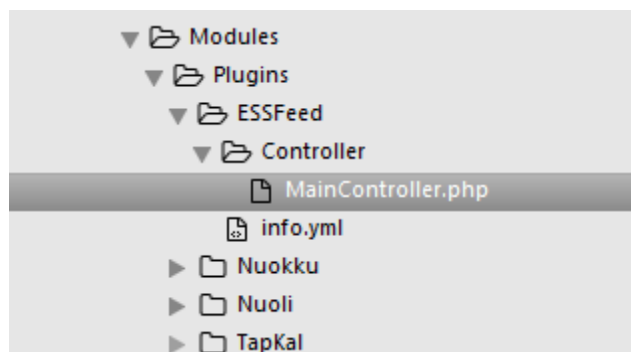 Modules
Plugins
ESSFeed
Controller
MainController.php
info.yml
Nuokku
Nuoli
TapKal